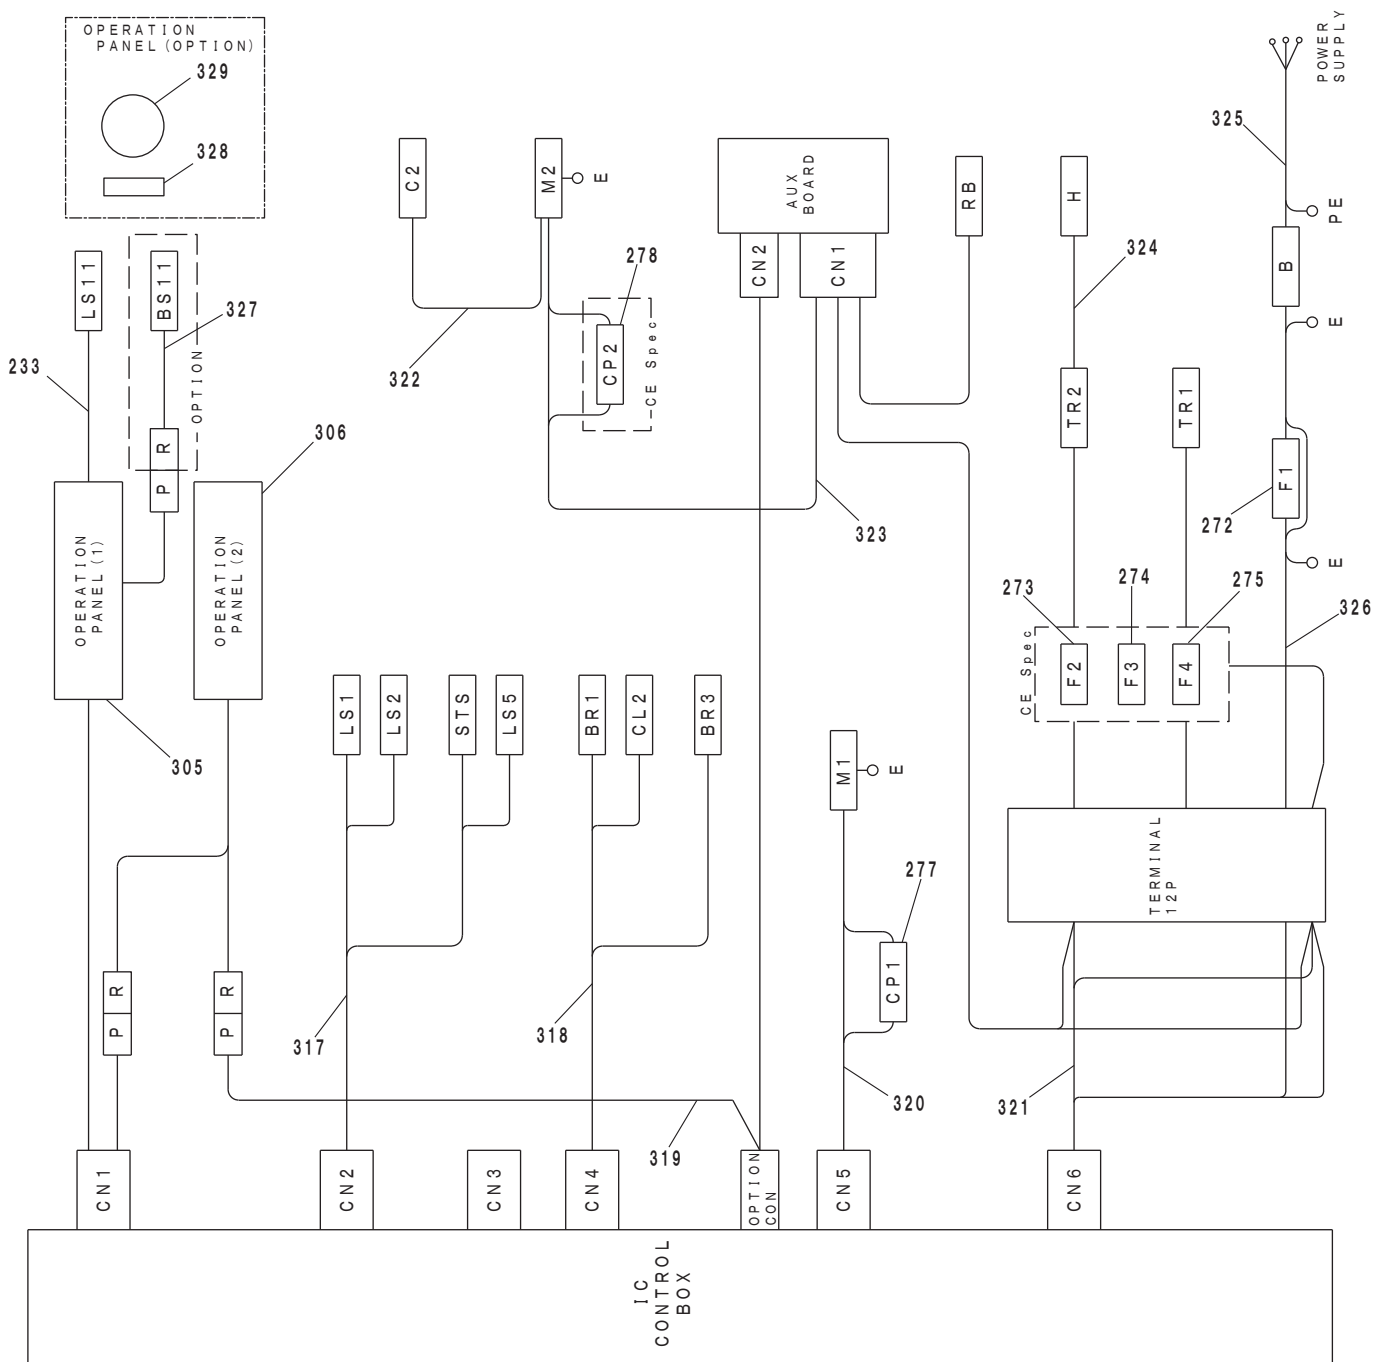 OPERATION
PANEL(OPTION)
329
328
POWER
SUPPLY
325
C2
M2
E
AUX
BOARD
RB
H
PE
LS11
BS11
327
278
CN2
CN1
324
B
E
233
OPTION
322
CP2
CE Spec
TR2
TR1
306
P
R
F1
272
323
E
OPERATION
PANEL(1)
OPERATION
PANEL(2)
273
274
275
326
CE Spec
F2
F3
F4
305
LS1
LS2
STS
LS5
BR1
CL2
BR3
M1
E
TERMINAL
12P
277
CP1
P
R
P
R
317
318
320
321
319
CN1
CN2
CN3
CN4
OPTION
CON
CN5
CN6
IC
CONTROL
BOX